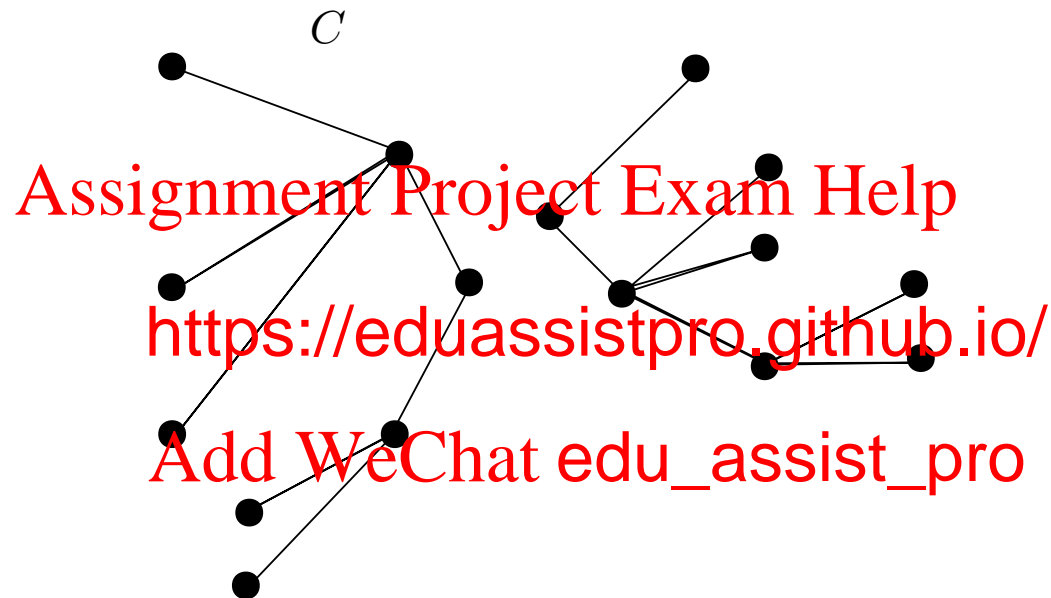 C
Assignment Project Exam Help
https://eduassistpro.github.io/
Add WeChat edu_assist_pro